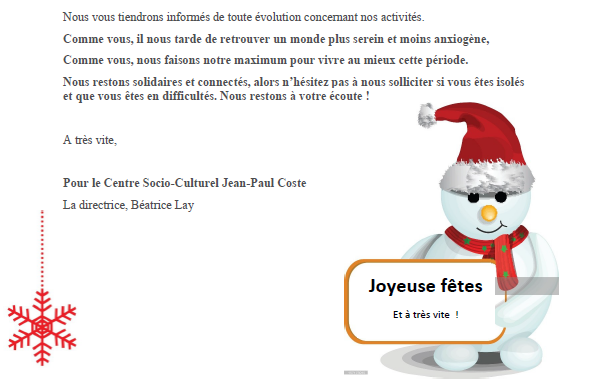 Nous vous tiendrons informés de toute évolution concernant nos activités.
Comme vous, il nous tarde de retrouver un monde plus serein et moins anxiogène,
Comme vous, nous faisons notre maximum pour vivre au mieux cette période.
Nous restons solidaires et connectés, alors n’hésitez pas à nous solliciter si vous êtes isolés
et que vous êtes en difficultés. Nous restons à votre écoute !
A très vite,
Pour le Centre Socio-Culturel Jean-Paul Coste
La directrice, Béatrice Lay
Joyeuse fêtes
Et à très vite !